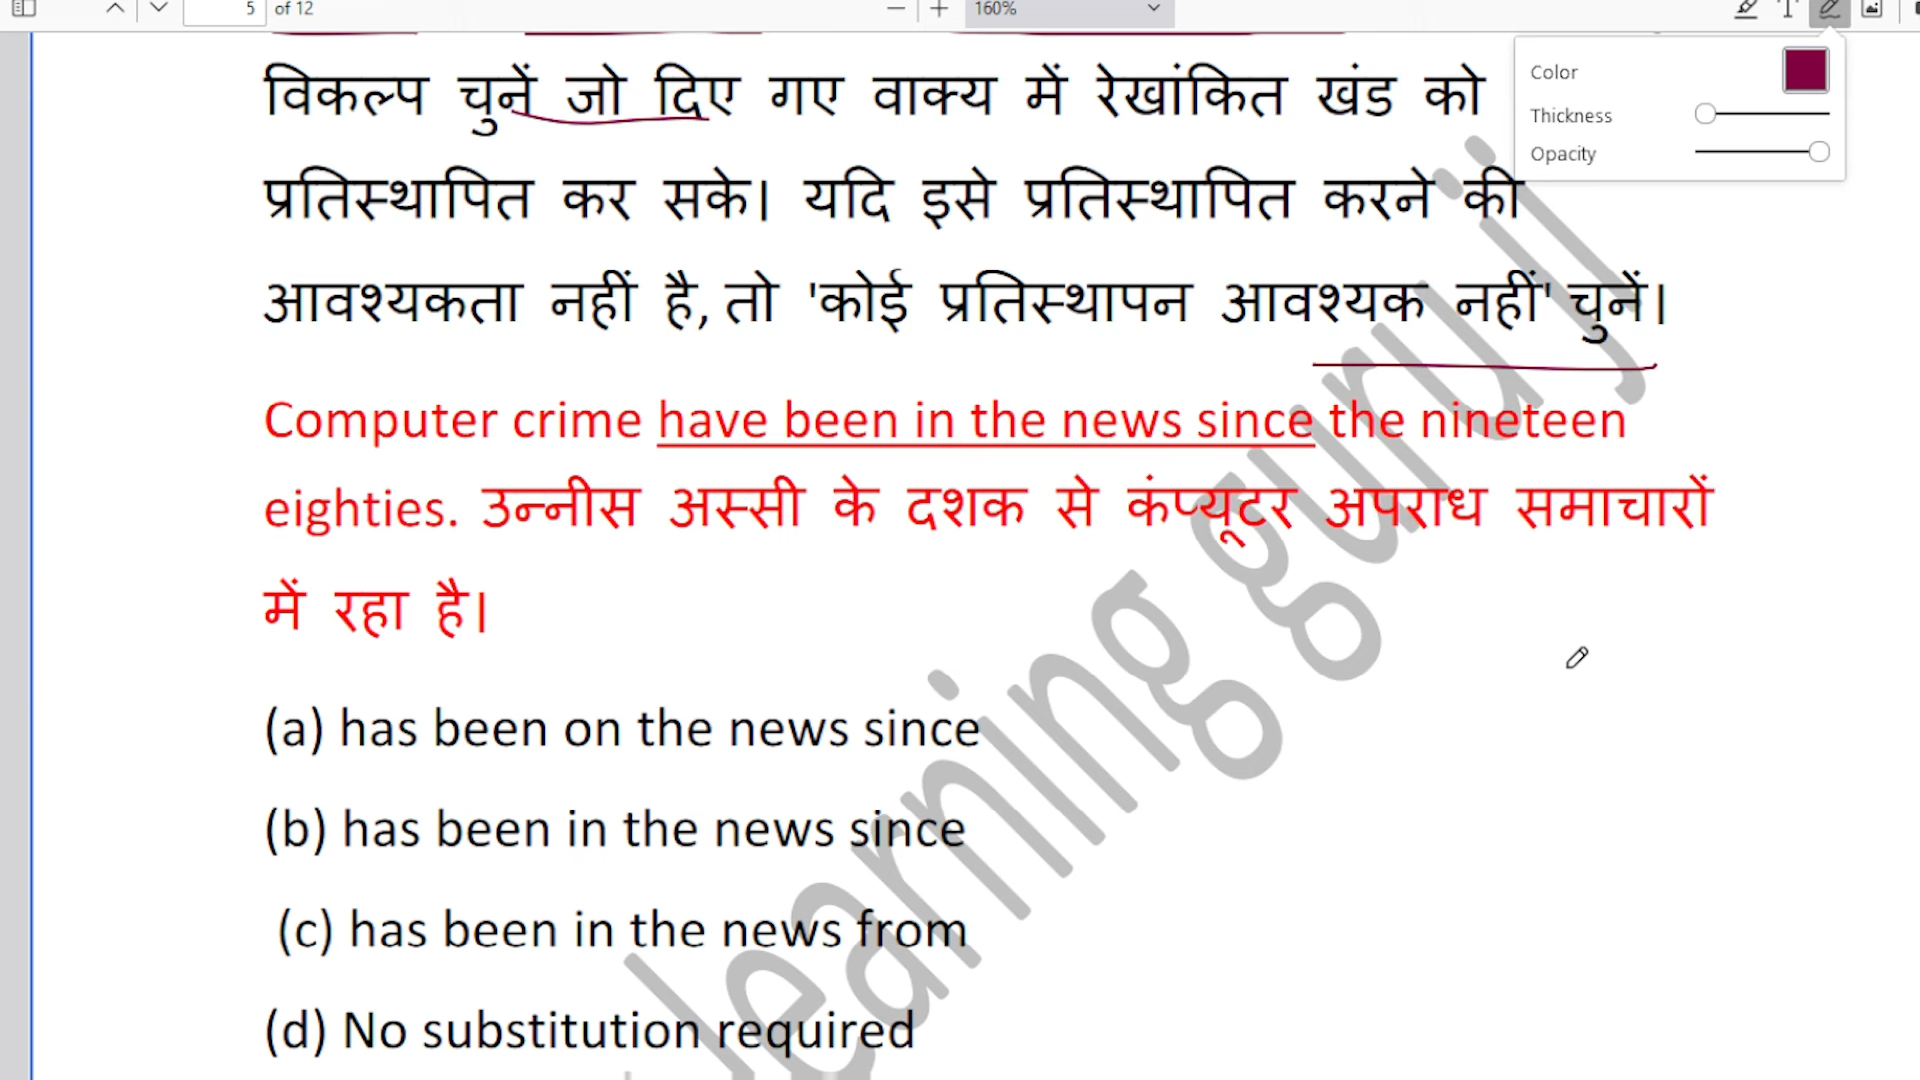 5 of 12
160%
Color
Thickness
Opacity
विकल्प चुनें जो दिए गए वाक्य में रेखांकित खंड को
प्रतिस्थापित कर सके। यदि इसे प्रतिस्थापित करने की
आवश्यकता नहीं है, तो 'कोई प्रतिस्थापन आवश्यक नहीं' चुनें।
Computer crime have been in the news since the nineteen
eighties. उन्नीस अस्सी के दशक से कंप्यूटर अपराध समाचारों
में रहा है।
(a) has been on the news since
(b) has been in the news since
(c) has been in the news from
(d) No substitution required
learning guru ji